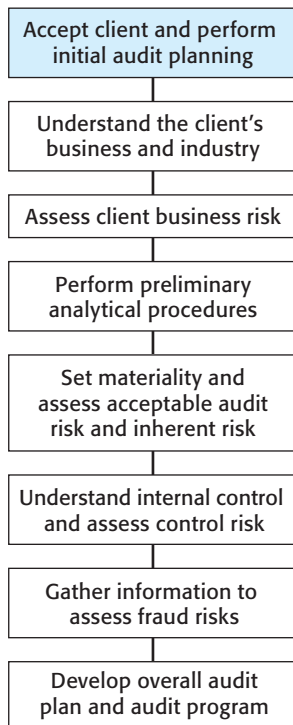 Accept client and perform
initial audit planning
Understand the client's
business and industry
Assess client business risk
Perform preliminary
analytical procedures
Set materiality and
assess acceptable audit
risk and inherent risk
Understand internal control
and assess control risk
Gather information to
assess fraud risks
Develop overall audit
plan and audit program